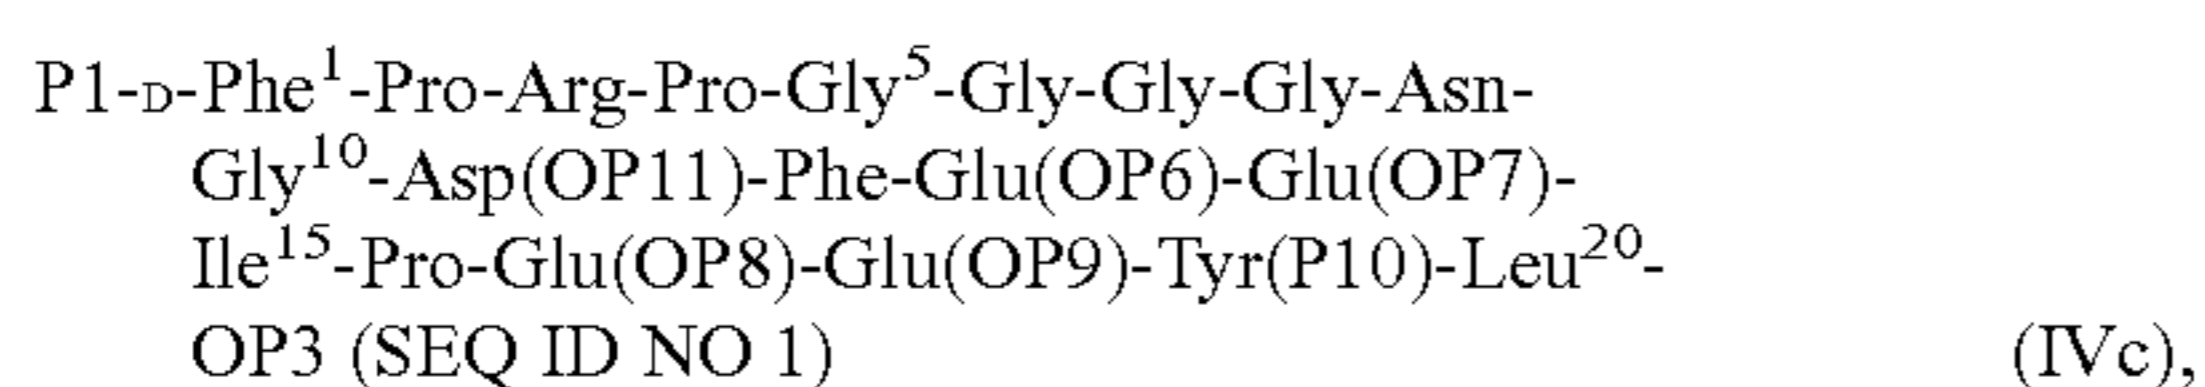 P1-D-Phe¹-Pro-Arg-Pro-Gly⁵-Gly-Gly-Gly-Asn-
Gly¹⁰-Asp(OP11)-Phe-Glu(OP6)-Glu(OP7)-
Ile¹⁵-Pro-Glu(OP8)-Glu(OP9)-Tyr(P10)-Leu²⁰-
OP3 (SEQ ID NO 1) (IVc),